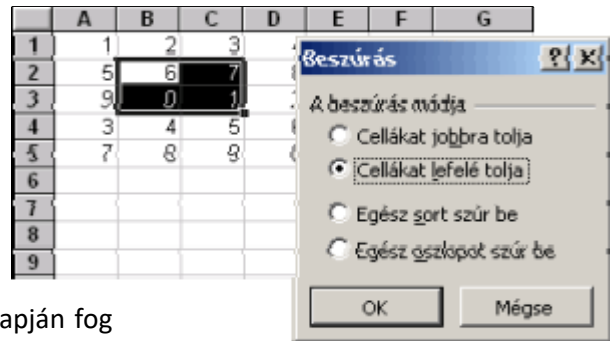 A B C D E F G
1 1 2 3
2 5 6 7
3 9 0 1
4 3 4 5
5 7 8 9
6
7
8
9
Beszúrás
A beszúrás módja
Cellákat jobbra tolja
Cellákat lefelé tolja
Egész sort szúr be
Egész oszlopot szúr be
OK Mégse
apján fog